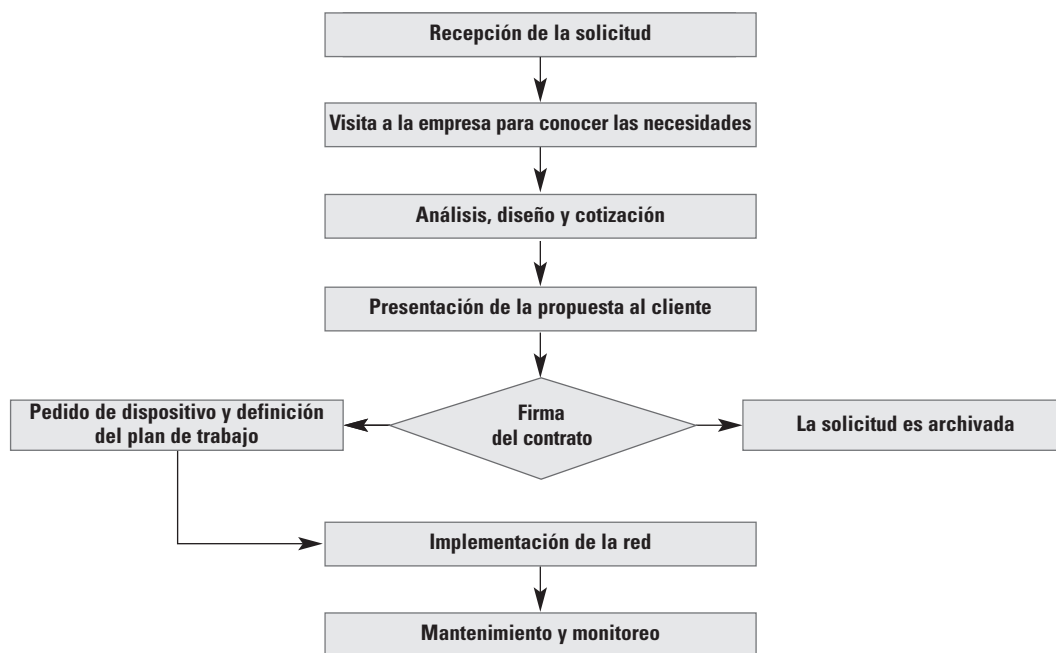 Recepción de la solicitud
Visita a la empresa para conocer las necesidades
Análisis, diseño y cotización
Presentación de la propuesta al cliente
Pedido de dispositivo y definición
del plan de trabajo
Firma
del contrato
La solicitud es archivada
Implementación de la red
Mantenimiento y monitoreo